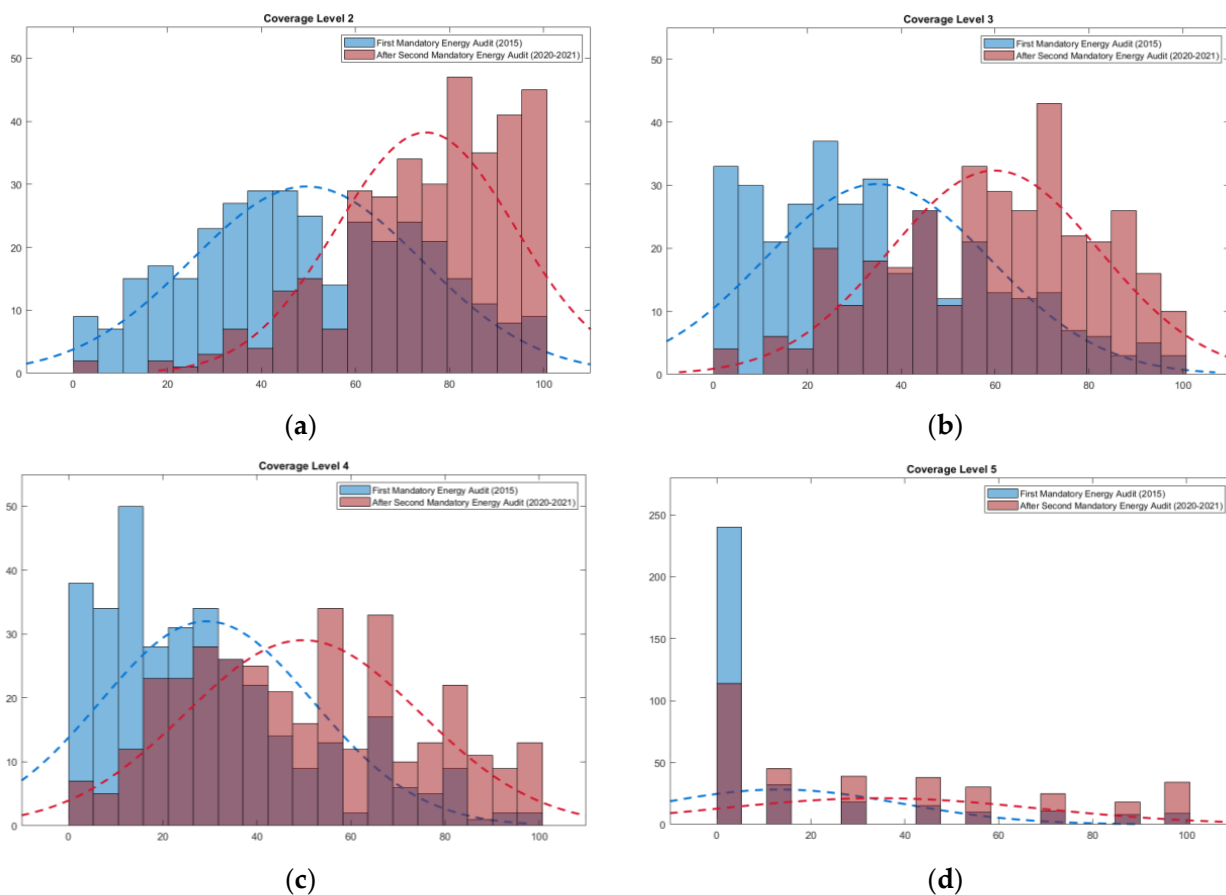 Coverage Level 2
First Mandatory Energy Audit (2015)
After Second Mandatory Energy Audit (2020-2021)
50
40
30
20
10
0
0 20 40 60 80 100
(a)
Coverage Level 3
First Mandatory Energy Audit (2015)
After Second Mandatory Energy Audit (2020-2021)
50
40
30
20
10
0
0 20 40 60 80 100
(b)
Coverage Level 4
First Mandatory Energy Audit (2015)
After Second Mandatory Energy Audit (2020-2021)
50
40
30
20
10
0
0 20 40 60 80 100
(c)
Coverage Level 5
First Mandatory Energy Audit (2015)
After Second Mandatory Energy Audit (2020-2021)
250
200
150
100
50
0
0 20 40 60 80 100
(d)